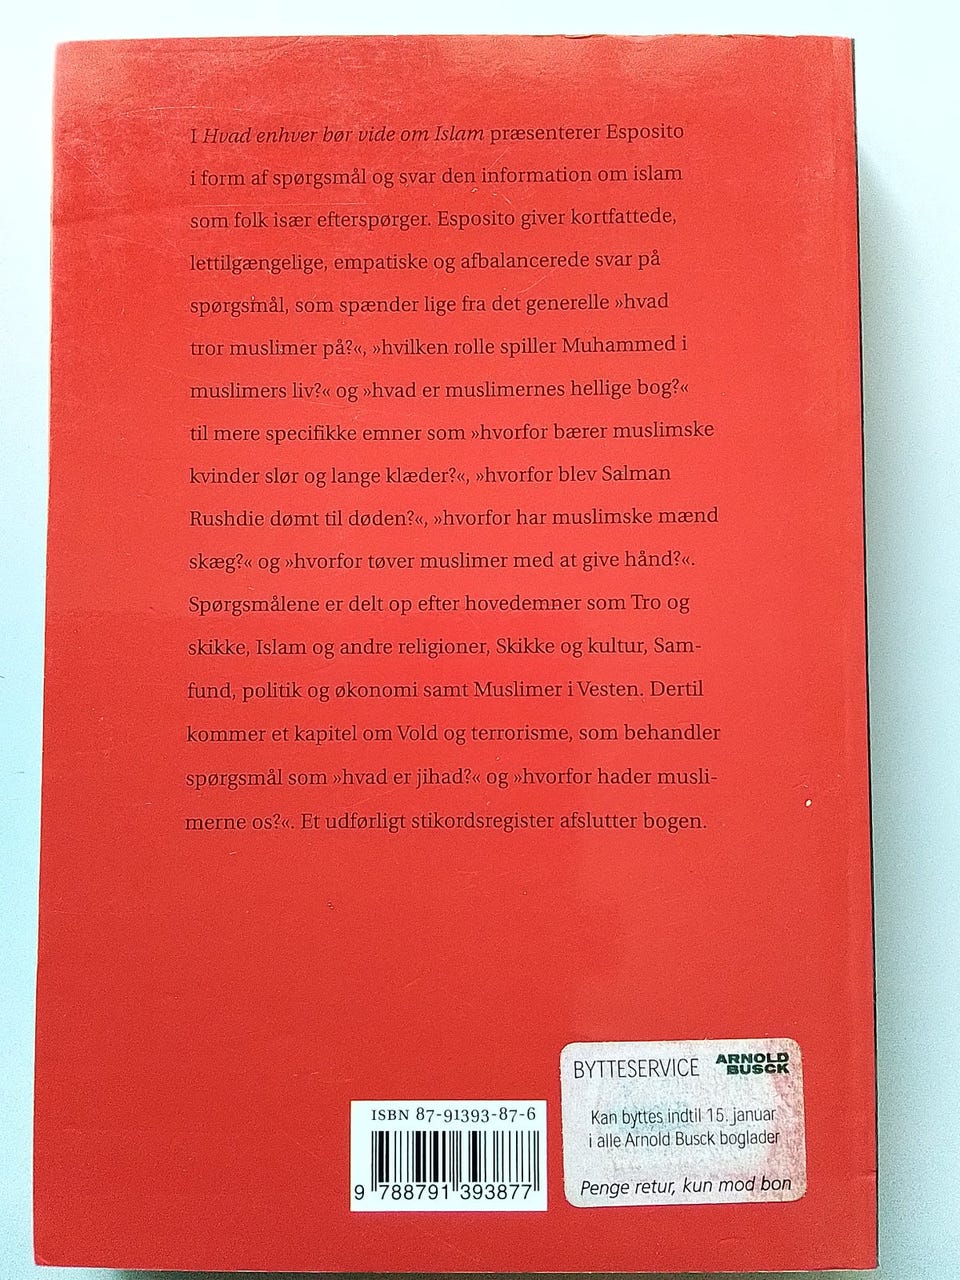 I Hvad enhver bør vide om Islam præsenterer Esposito
i form af spørgsmål og svar den information om islam
som folk især efterspørger. Esposito giver kortfattede,
lettilgængelige, empatiske og afbalancerede svar på
spørgsmål, som spænder lige fra det generelle »hvad
tror muslimer på?«, »hvilken rolle spiller Muhammed i
muslimers liv?« og »hvad er muslimernes hellige bog?«
til mere specifikke emner som »hvorfor bærer muslimske
kvinder slør og lange klæder?«, »hvorfor blev Salman
Rushdie dømt til døden?«, »hvorfor har muslimske mænd
skæg?« og »hvorfor tøver muslimer med at give hånd?«.
Spørgsmålene er delt op efter hovedemner som Tro og
skikke, Islam og andre religioner, Skikke og kultur, Sam-
fund, politik og økonomi samt Muslimer i Vesten. Dertil
kommer et kapitel om Vold og terrorisme, som behandler
spørgsmål som »hvad er jihad?« og »hvorfor hader musli-
merne os?«. Et udførligt stikordsregister afslutter bogen.
ISBN 87-91393-87-6
9 788791 393877
BYTTESERVICE ARNOLD BUSCK
Kan byttes indtil 15. januar
i alle Arnold Busck boglader
Penge retur, kun mod bon